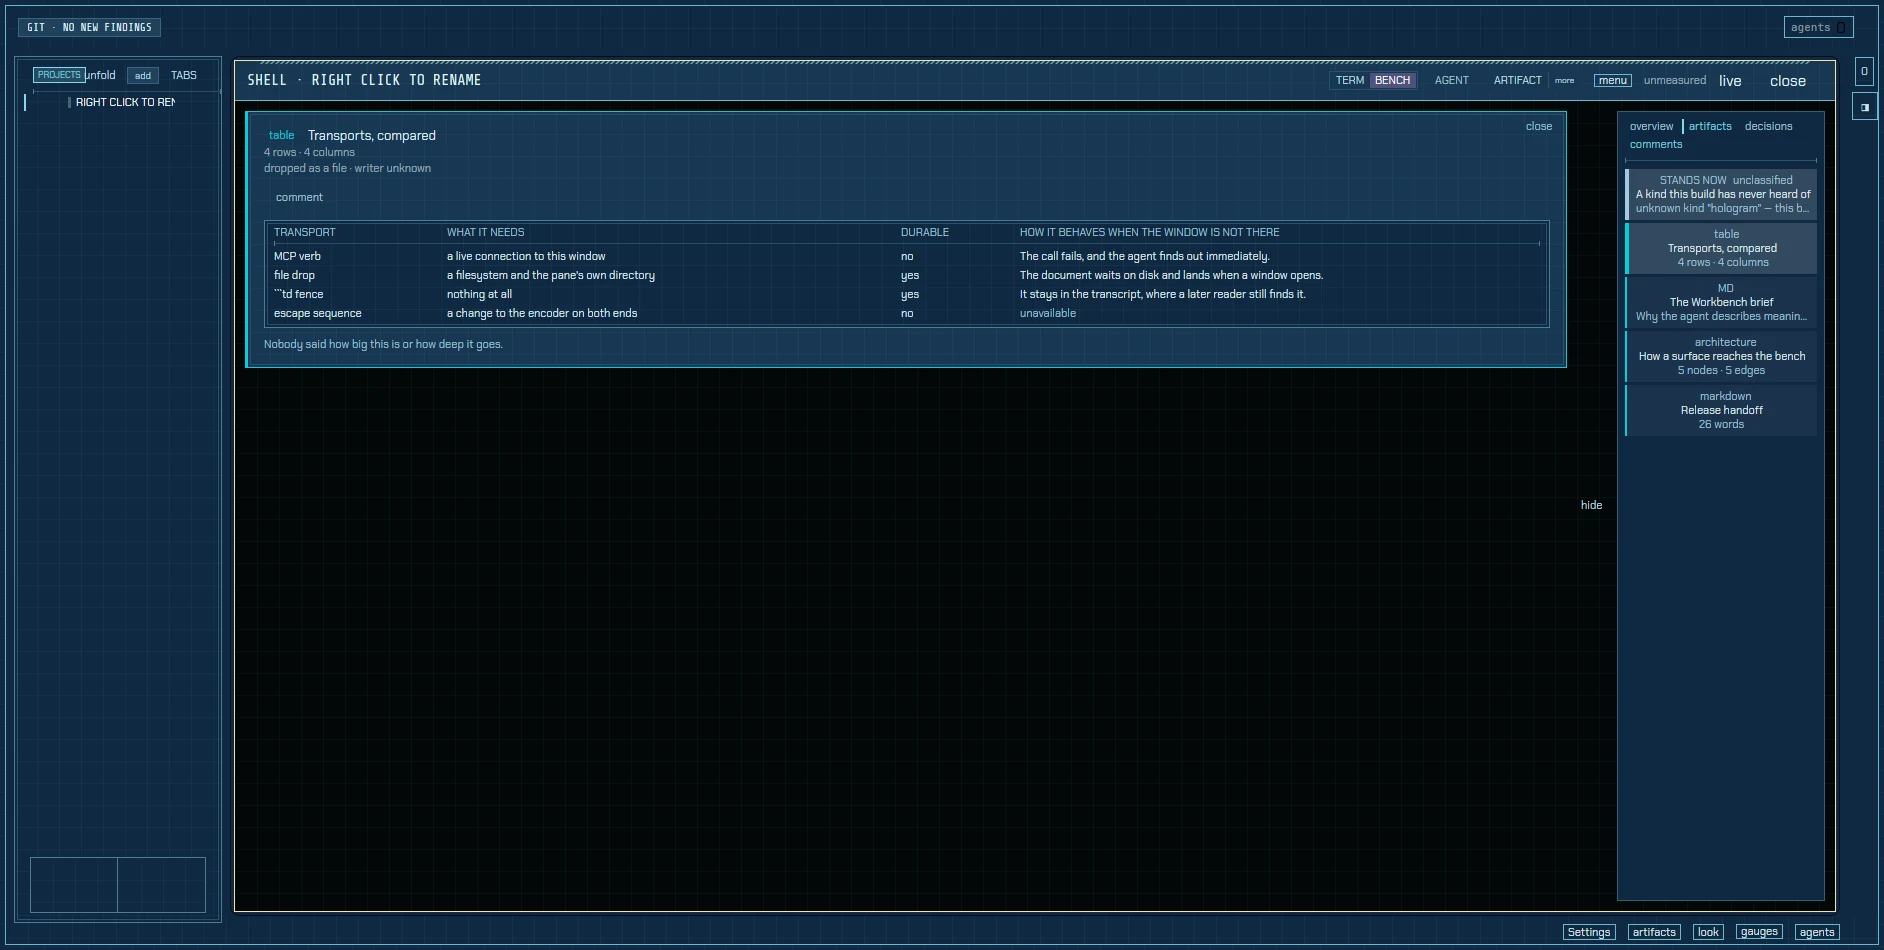 GIT · NO NEW FINDINGS
agents
PROJECTS unfold add TABS
RIGHT CLICK TO REN
SHELL · RIGHT CLICK TO RENAME
TERM BENCH AGENT ARTIFACT more menu unmeasured live close
table Transports, compared
close
4 rows · 4 columns
dropped as a file · writer unknown
comment
TRANSPORT WHAT IT NEEDS DURABLE HOW IT BEHAVES WHEN THE WINDOW IS NOT THERE
MCP verb a live connection to this window no The call fails, and the agent finds out immediately.
file drop a filesystem and the pane's own directory yes The document waits on disk and lands when a window opens.
```td fence nothing at all yes It stays in the transcript, where a later reader still finds it.
escape sequence a change to the encoder on both ends no unavailable
Nobody said how big this is or how deep it goes.
hide
overview artifacts decisions
comments
STANDS NOW unclassified
A kind this build has never heard of
unknown kind "hologram" — this b...
table
Transports, compared
4 rows · 4 columns
MD
The Workbench brief
Why the agent describes meanin...
architecture
How a surface reaches the bench
5 nodes · 5 edges
markdown
Release handoff
26 words
Settings artifacts look gauges agents